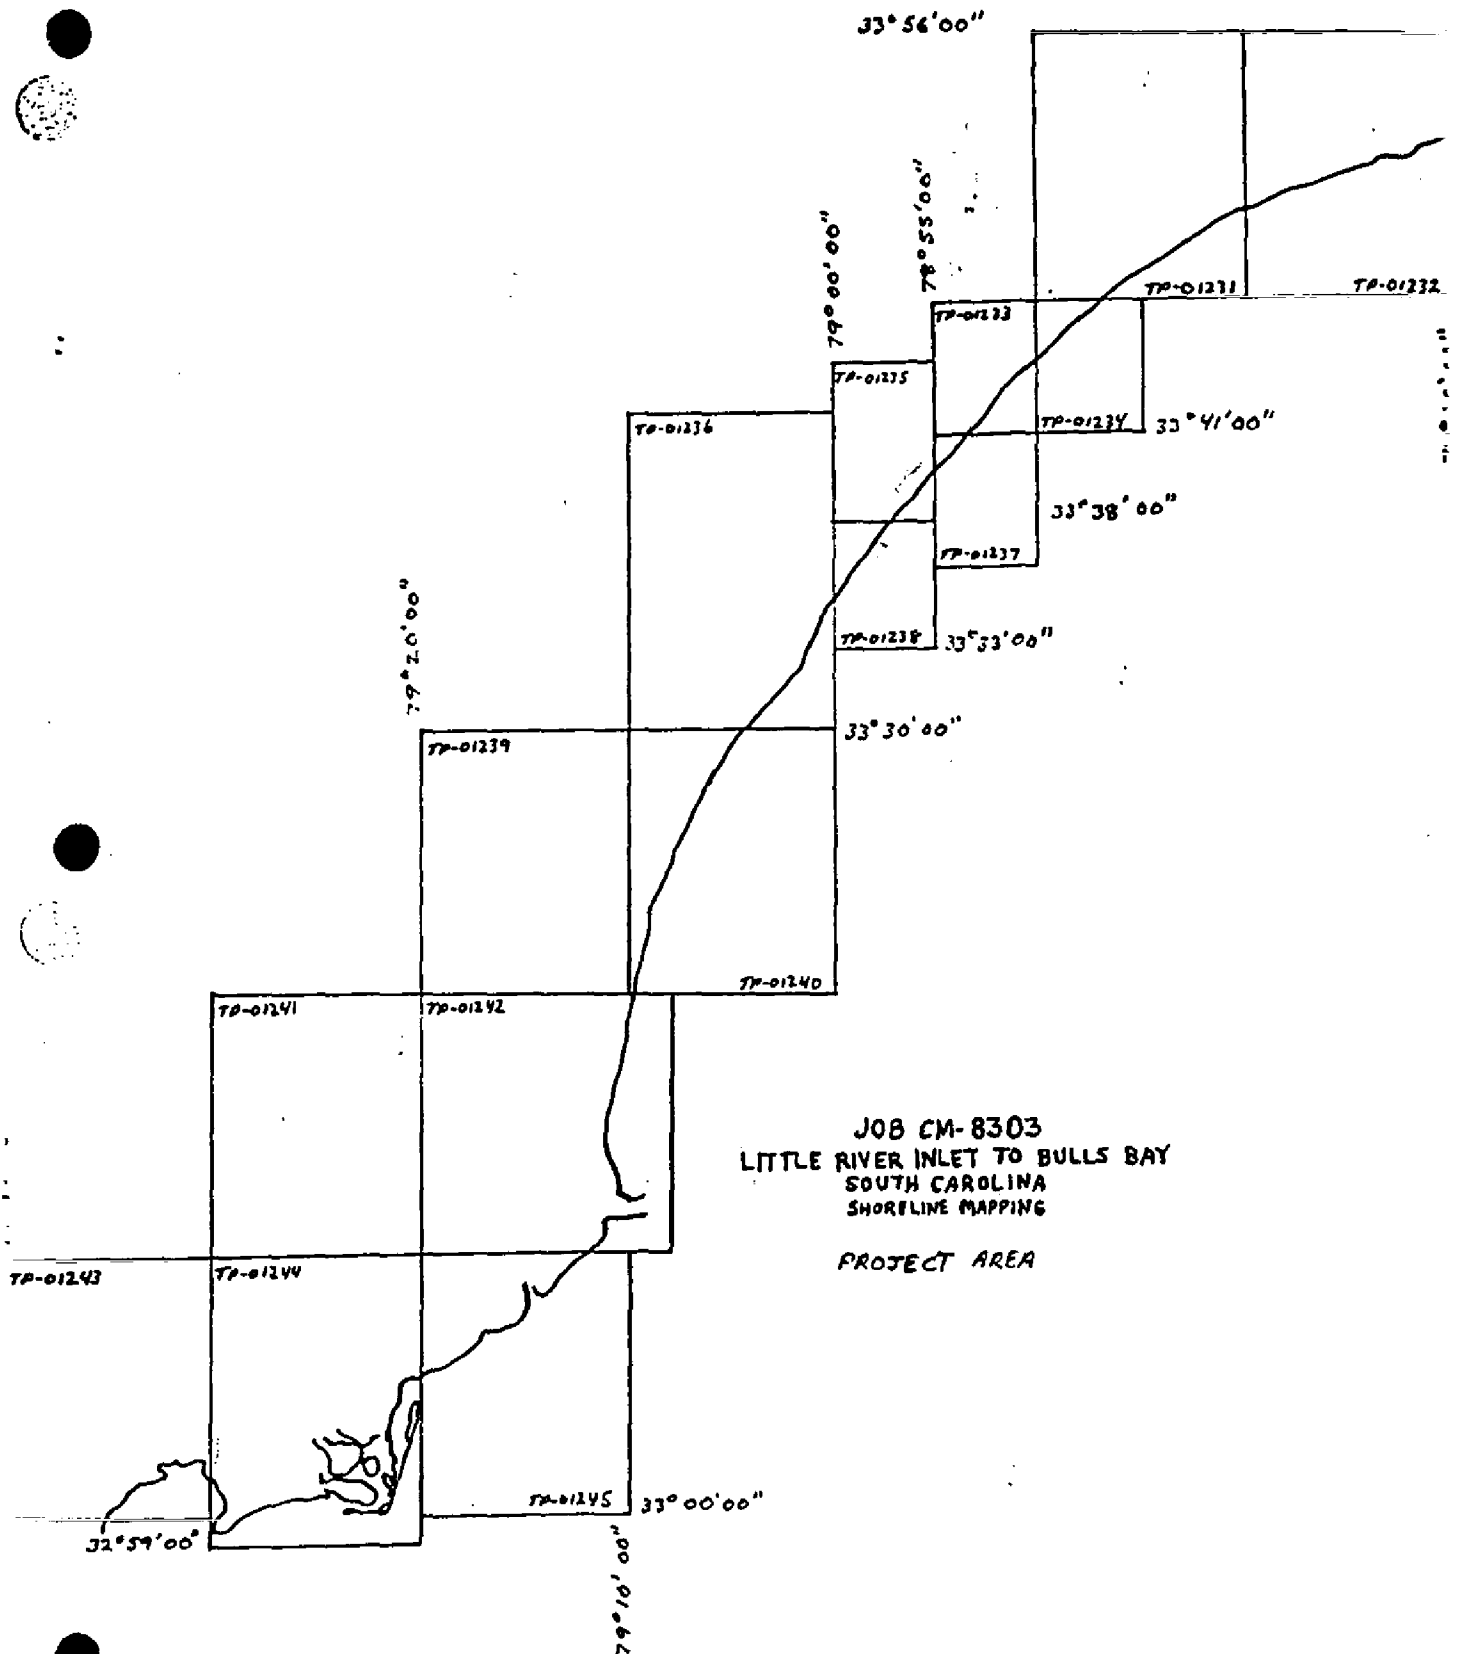 33°56'00"
78°55'00"
79°00'00"
TP-01231
TP-01232
TP-01233
TP-01235
TP-01236
TP-01234
33°41'00"
33°38'00"
TP-01237
TP-01238
33°33'00"
79°20'00"
33°30'00"
TP-01239
TP-01240
TP-01241
TP-01242
JOB CM-8303
LITTLE RIVER INLET TO BULLS BAY
SOUTH CAROLINA
SHORELINE MAPPING
PROJECT AREA
TP-01243
TP-01244
TP-01245
33°00'00"
32°59'00"
79°10'00"